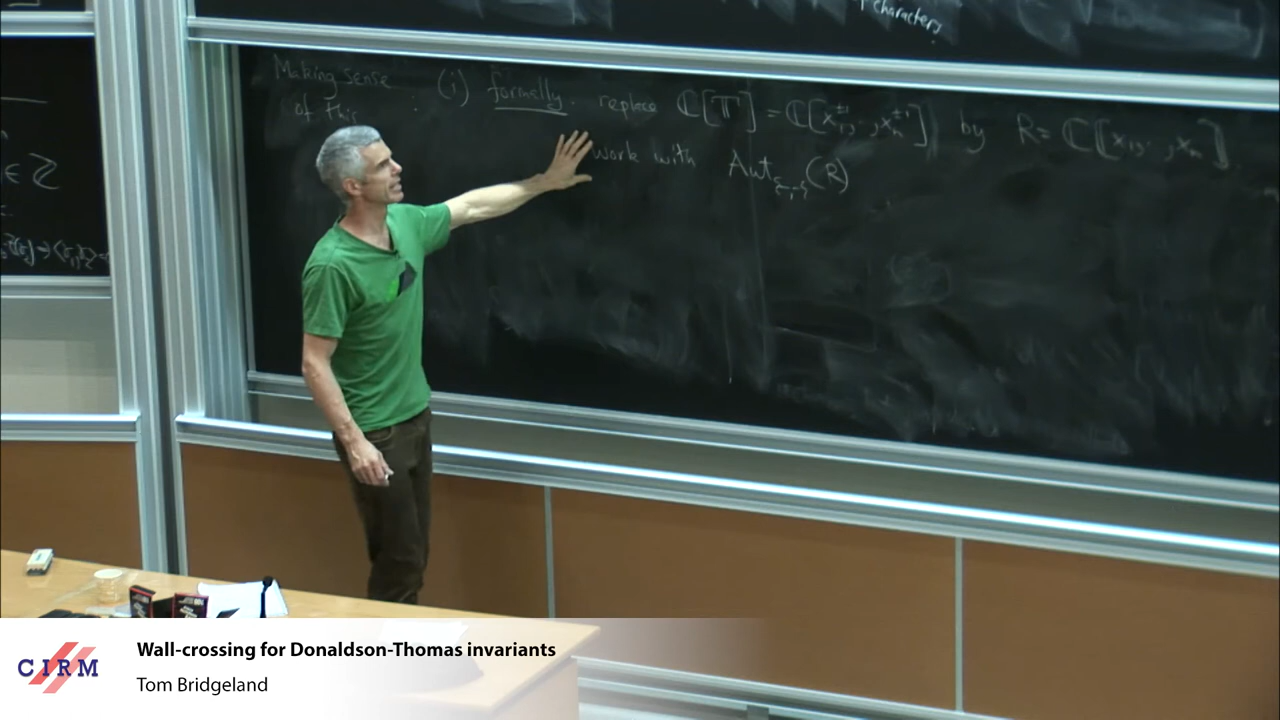 characters
Making sense of this : (i) formally. replace ℂ[𝕋] = ℂ[x₁^±1, .., xₙ^±1] by R = ℂ[[x₁, .., xₙ]]
work with Aut_{-,-}(R)
∈ ℤ
CIRM
Wall-crossing for Donaldson-Thomas invariants
Tom Bridgeland